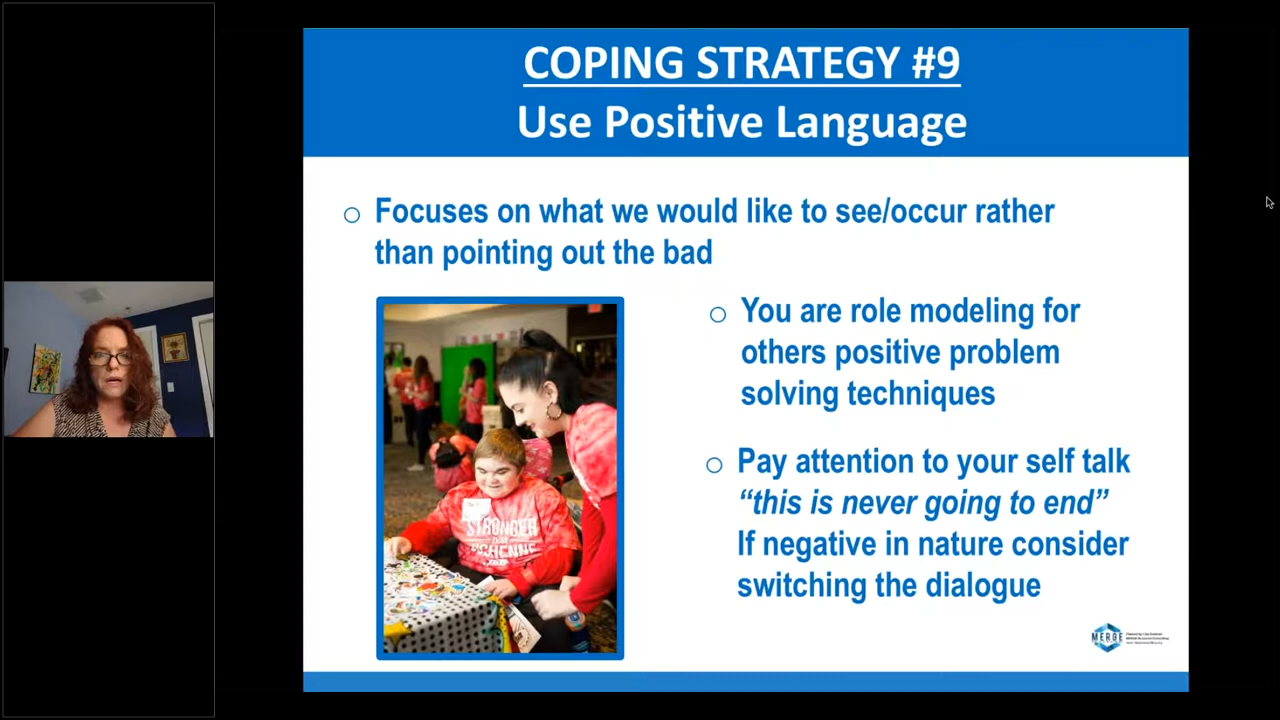 COPING STRATEGY #9
Use Positive Language
Focuses on what we would like to see/occur rather
than pointing out the bad
You are role modeling for
others positive problem
solving techniques
Pay attention to your self talk
“this is never going to end”
If negative in nature consider
switching the dialogue
STRONGER
DUCHENNE
MERGE